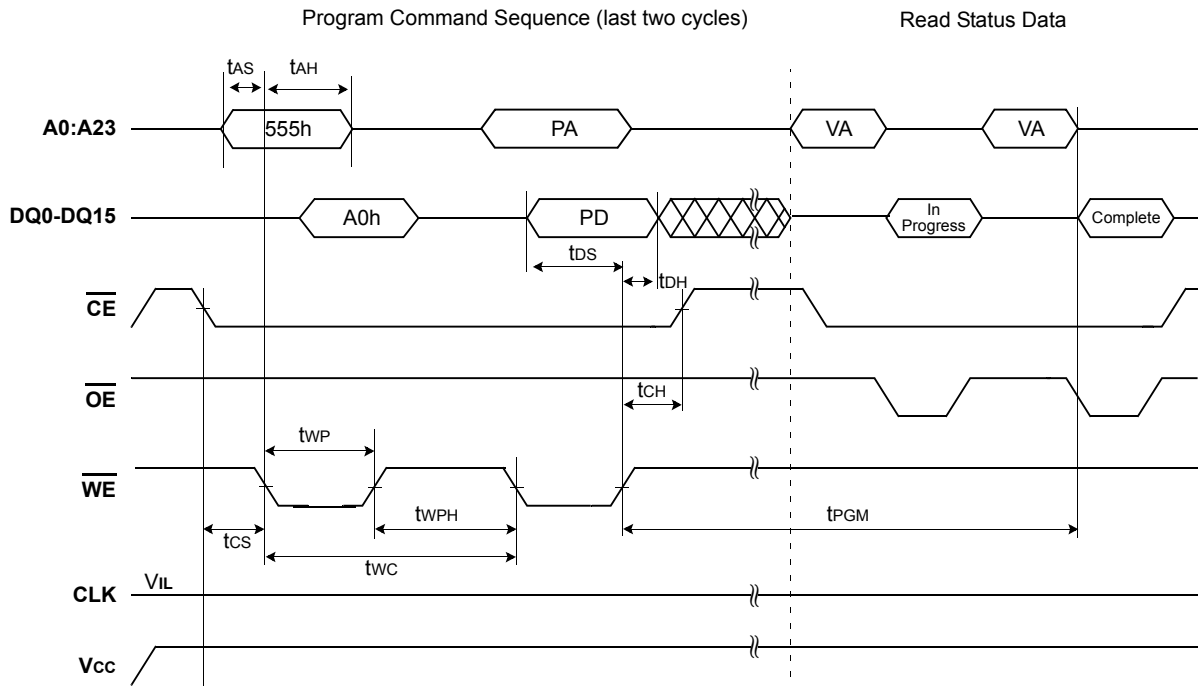 Program Command Sequence (last two cycles)
Read Status Data
tAS
tAH
A0:A23
555h
PA
VA
VA
DQ0-DQ15
A0h
PD
In
Progress
Complete
tDS
tDH
CE
OE
tCH
tWP
WE
tCS
tWPH
tPGM
tWC
CLK
VIL
Vcc